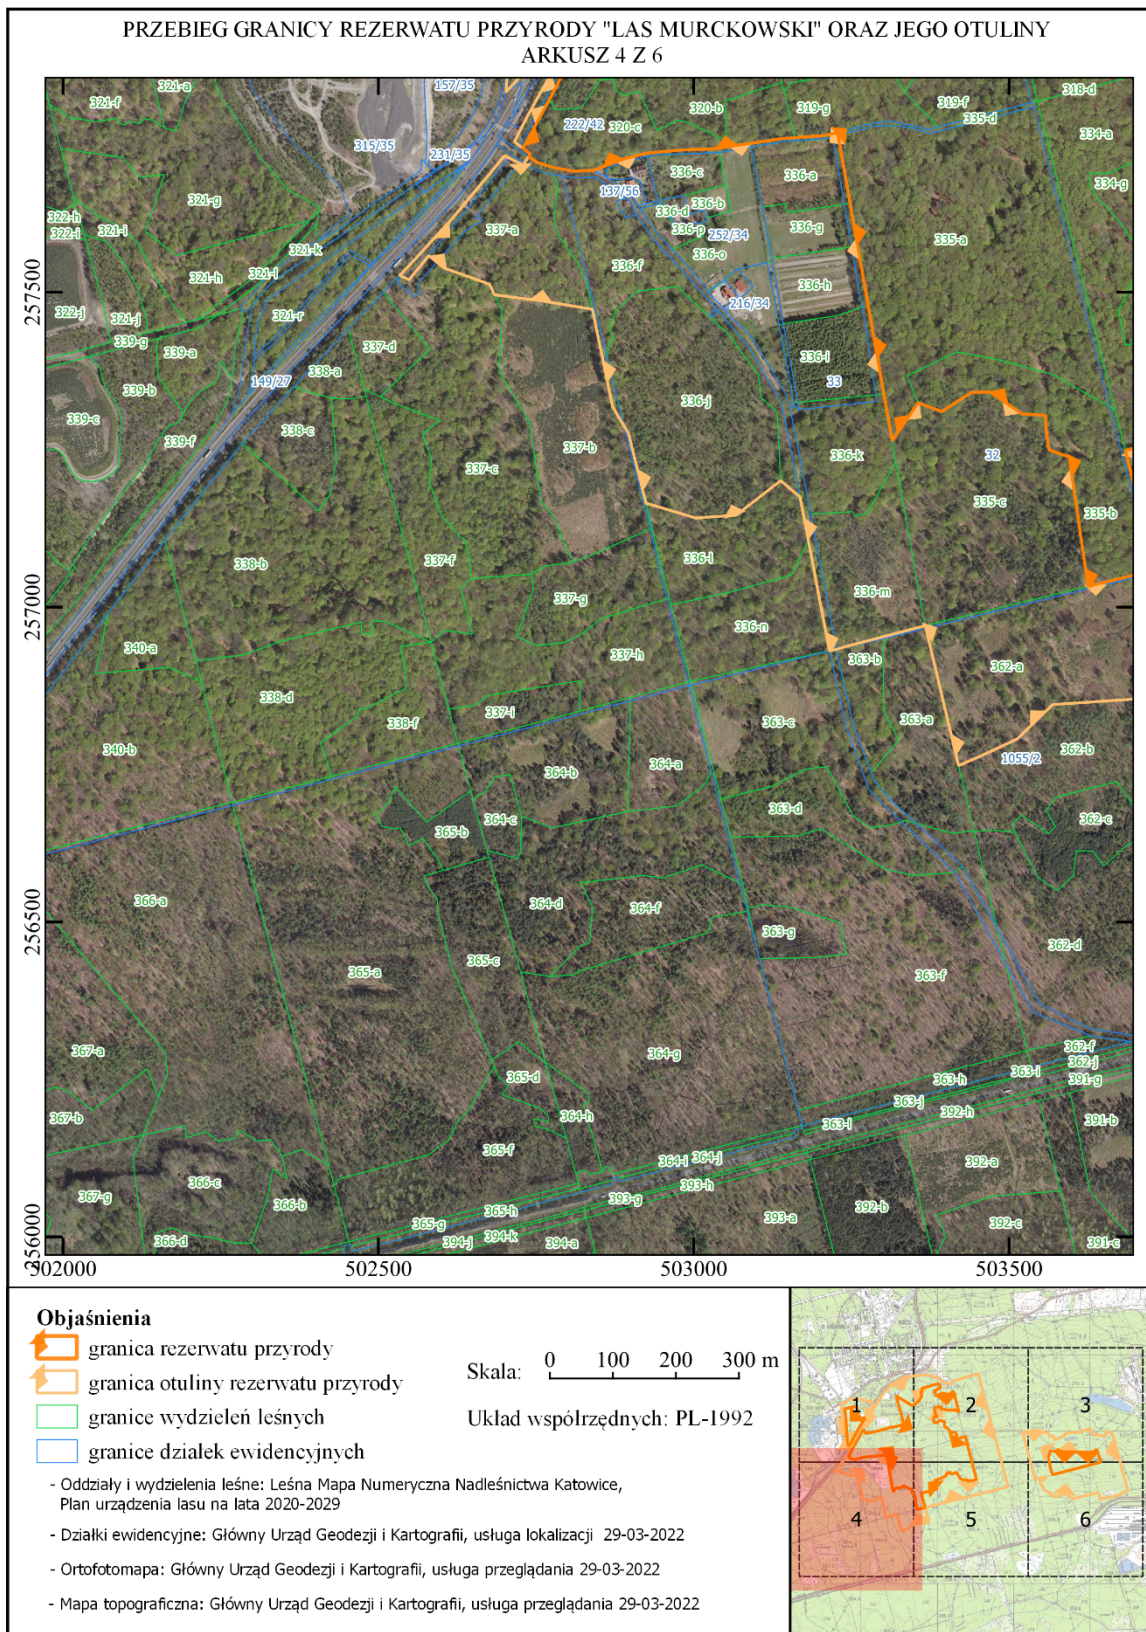 PRZEBIEG GRANICY REZERWATU PRZYRODY "LAS MURCKOWSKI" ORAZ JEGO OTULINY
ARKUSZ 4 Z 6
321-f
321-a
157/35
222/42
320-c
320-b
319-g
319-f
335-d
318-d
334-a
334-g
315/35
231/35
321-g
322-h
322-i
321-i
321-k
321-l
321-h
321-r
321-j
322-j
339-g
339-a
339-b
339-c
339-f
149/27
338-a
338-c
337-d
337-a
137/56
336-c
336-b
336-d
336-p
336-o
252/34
336-a
336-g
336-h
336-f
216/34
336-i
33
335-a
336-j
337-b
337-c
336-k
32
335-c
335-b
338-b
337-f
336-l
337-g
336-m
336-n
340-a
337-h
363-b
362-a
338-d
338-f
337-i
363-c
363-a
340-b
364-b
364-a
1055/2
362-b
363-d
365-b
364-c
362-c
366-a
364-d
364-f
363-g
365-a
365-c
363-f
362-d
367-a
364-g
362-f
362-j
363-i
391-g
365-d
363-h
363-j
392-h
367-b
364-h
363-l
391-b
365-f
364-i
364-j
392-a
366-c
367-g
366-b
393-g
393-h
392-b
365-g
365-h
393-a
392-c
366-d
394-j
394-k
394-a
391-c
257500
257000
256500
256000
502000
502500
503000
503500
Objaśnienia
granica rezerwatu przyrody
granica otuliny rezerwatu przyrody
granice wydzieleń leśnych
granice działek ewidencyjnych
Skala: 0 100 200 300 m
Układ współrzędnych: PL-1992
- Oddziały i wydzielenia leśne: Leśna Mapa Numeryczna Nadleśnictwa Katowice,
Plan urządzenia lasu na lata 2020-2029
- Działki ewidencyjne: Główny Urząd Geodezji i Kartografii, usługa lokalizacji 29-03-2022
- Ortofotomapa: Główny Urząd Geodezji i Kartografii, usługa przeglądania 29-03-2022
- Mapa topograficzna: Główny Urząd Geodezji i Kartografii, usługa przeglądania 29-03-2022
1
2
3
4
5
6